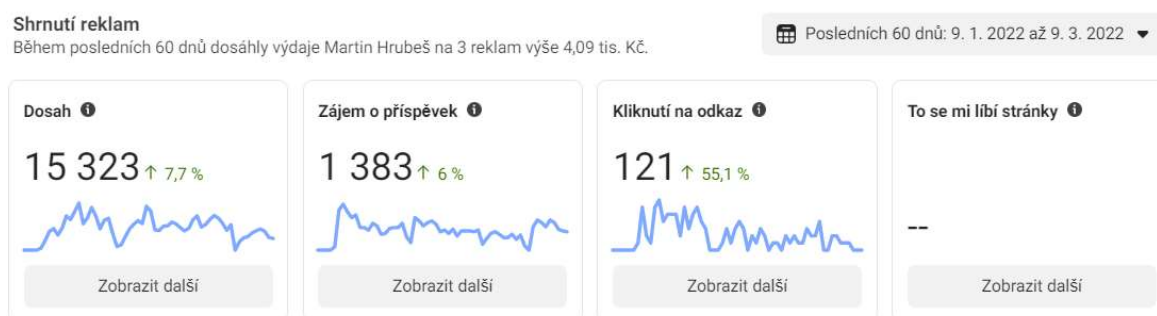 Shrnutí reklam
Během posledních 60 dnů dosáhly výdaje Martin Hrubeš na 3 reklam výše 4,09 tis. Kč.
Posledních 60 dnů: 9. 1. 2022 až 9. 3. 2022
Dosah
15 323 ↑ 7,7 %
Zobrazit další
Zájem o příspěvek
1 383 ↑ 6 %
Zobrazit další
Kliknutí na odkaz
121 ↑ 55,1 %
Zobrazit další
To se mi líbí stránky
--
Zobrazit další